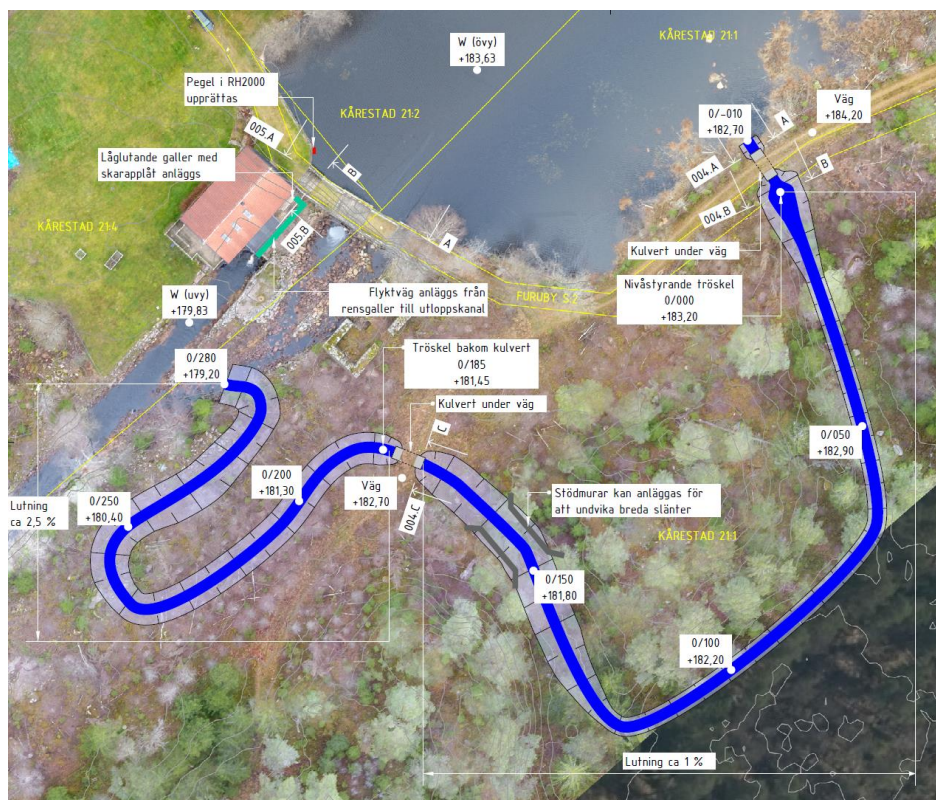 KÅRESTAD 21:1
W (övy)
+183,63
Väg
+184,20
Pegel i RH2000
upprättas
KÅRESTAD 21:2
0/-010
+182,70
A
005.A
B
004.A
B
Låglutande galler med
skarapplåt anläggs
004.B
KÅRESTAD 21:4
005.B
A
Kulvert under väg
Flyktväg anläggs från
rensgaller till utloppskanal
FURUBY S:2
Nivåstyrande tröskel
0/000
+183,20
W (uvy)
+179,83
0/280
+179,20
Tröskel bakom kulvert
0/185
+181,45
Kulvert under väg
C
0/050
+182,90
0/200
+181,30
Väg
+182,70
004.C
Stödmurar kan anläggas för
att undvika breda slänter
Lutning
ca 2,5 %
0/250
+180,40
KÅRESTAD 21:1
0/150
+181,80
0/100
+182,20
Lutning ca 1 %